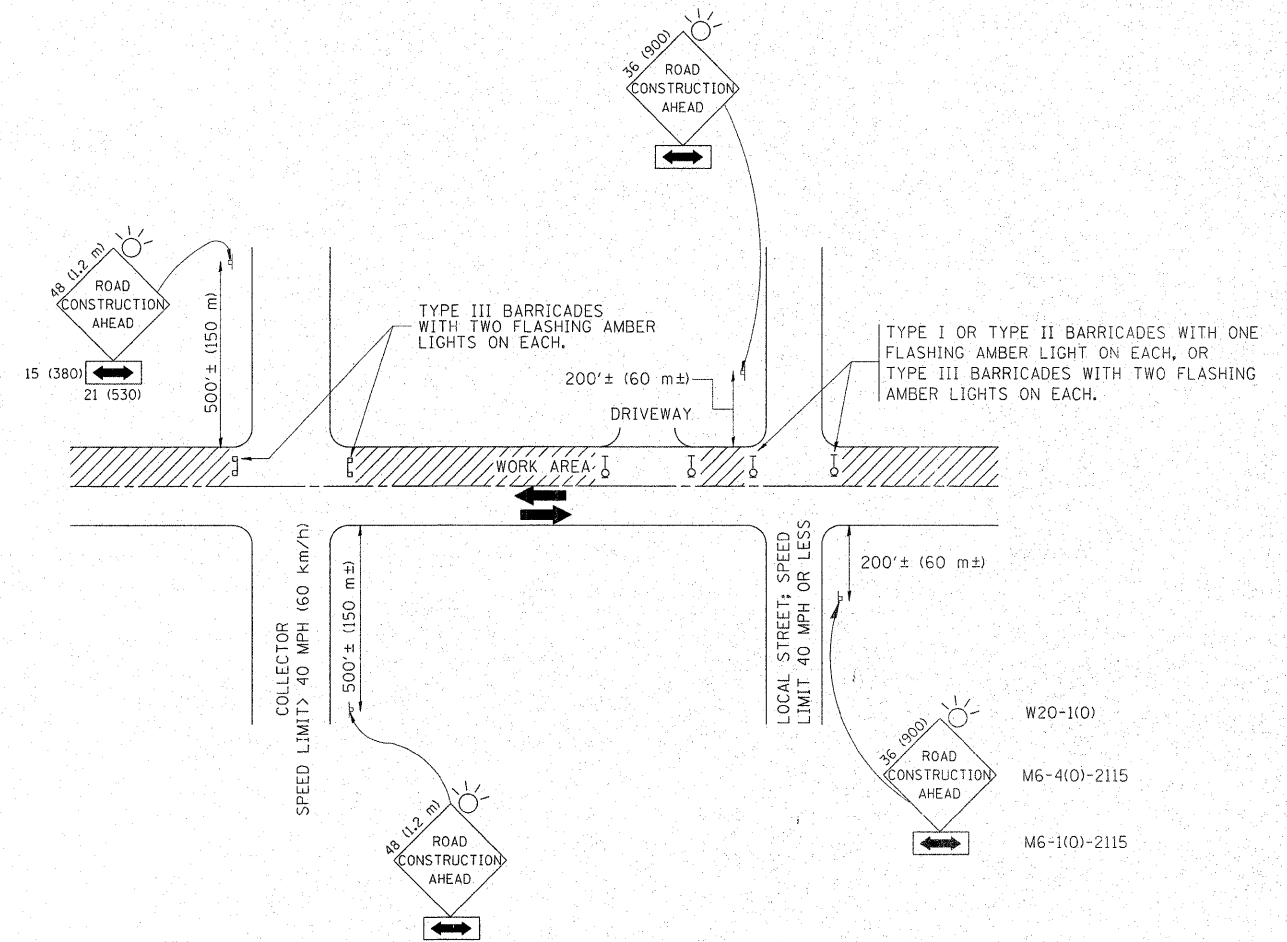 36 (900)
ROAD
CONSTRUCTION
AHEAD
48 (1.2 m)
ROAD
CONSTRUCTION
AHEAD
15 (380)
21 (530)
500'± (150 m)
TYPE III BARRICADES
WITH TWO FLASHING AMBER
LIGHTS ON EACH.
200'± (60 m±)
DRIVEWAY
TYPE I OR TYPE II BARRICADES WITH ONE
FLASHING AMBER LIGHT ON EACH, OR
TYPE III BARRICADES WITH TWO FLASHING
AMBER LIGHTS ON EACH.
WORK AREA
COLLECTOR
SPEED LIMIT> 40 MPH (60 km/h)
500'± (150 m±)
LOCAL STREET; SPEED
LIMIT 40 MPH OR LESS
200'± (60 m±)
36 (900)
ROAD
CONSTRUCTION
AHEAD
W20-1(O)
M6-4(O)-2115
M6-1(O)-2115
48 (1.2 m)
ROAD
CONSTRUCTION
AHEAD